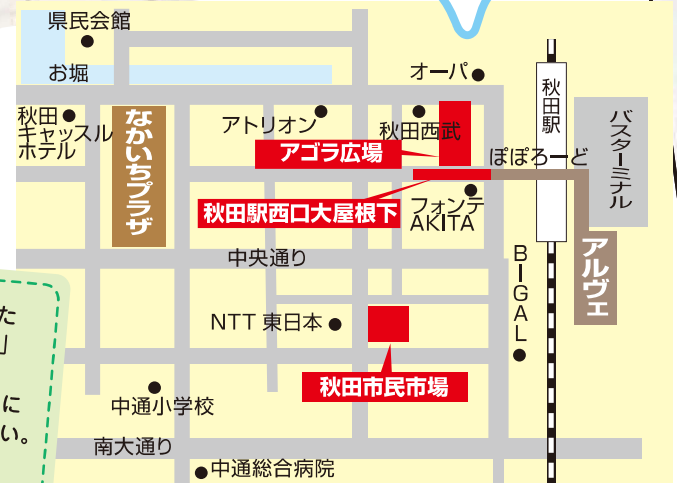 県民会館
お堀
オーパ
秋田駅
バスターミナル
秋田
キャッスル
ホテル
なかいちプラザ
アトリオン
秋田西武
アゴラ広場
ぽぽろーど
秋田駅西口大屋根下
フォンテ
AKITA
中央通り
BIGAL
アルヴェ
た
」
に
い。
NTT 東日本
秋田市民市場
中通小学校
南大通り
中通総合病院